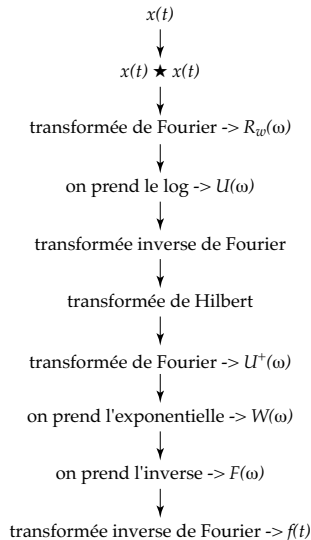 x(t)
x(t) ★ x(t)
transformée de Fourier -> R_w(ω)
on prend le log -> U(ω)
transformée inverse de Fourier
transformée de Hilbert
transformée de Fourier -> U⁺(ω)
on prend l'exponentielle -> W(ω)
on prend l'inverse -> F(ω)
transformée inverse de Fourier -> f(t)